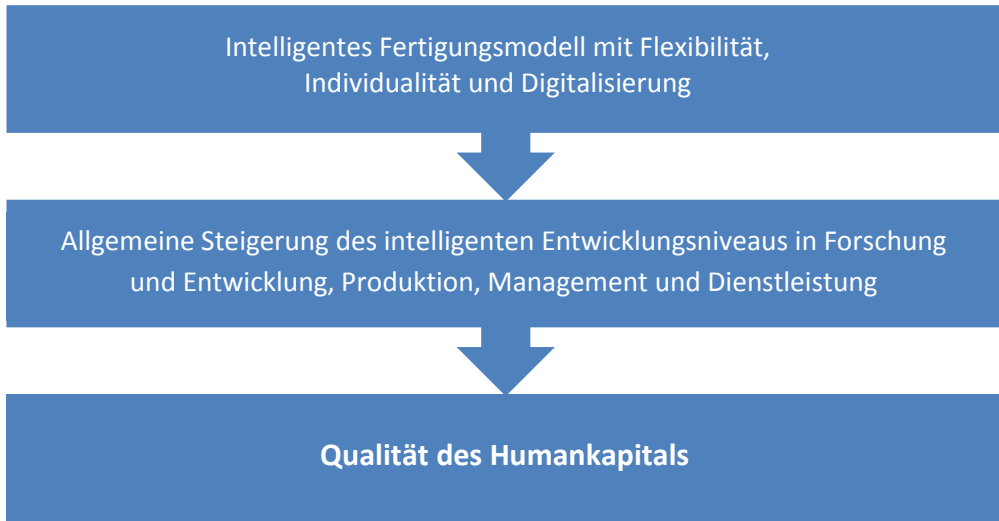 Intelligentes Fertigungsmodell mit Flexibilität,
Individualität und Digitalisierung
Allgemeine Steigerung des intelligenten Entwicklungsniveaus in Forschung
und Entwicklung, Produktion, Management und Dienstleistung
Qualität des Humankapitals